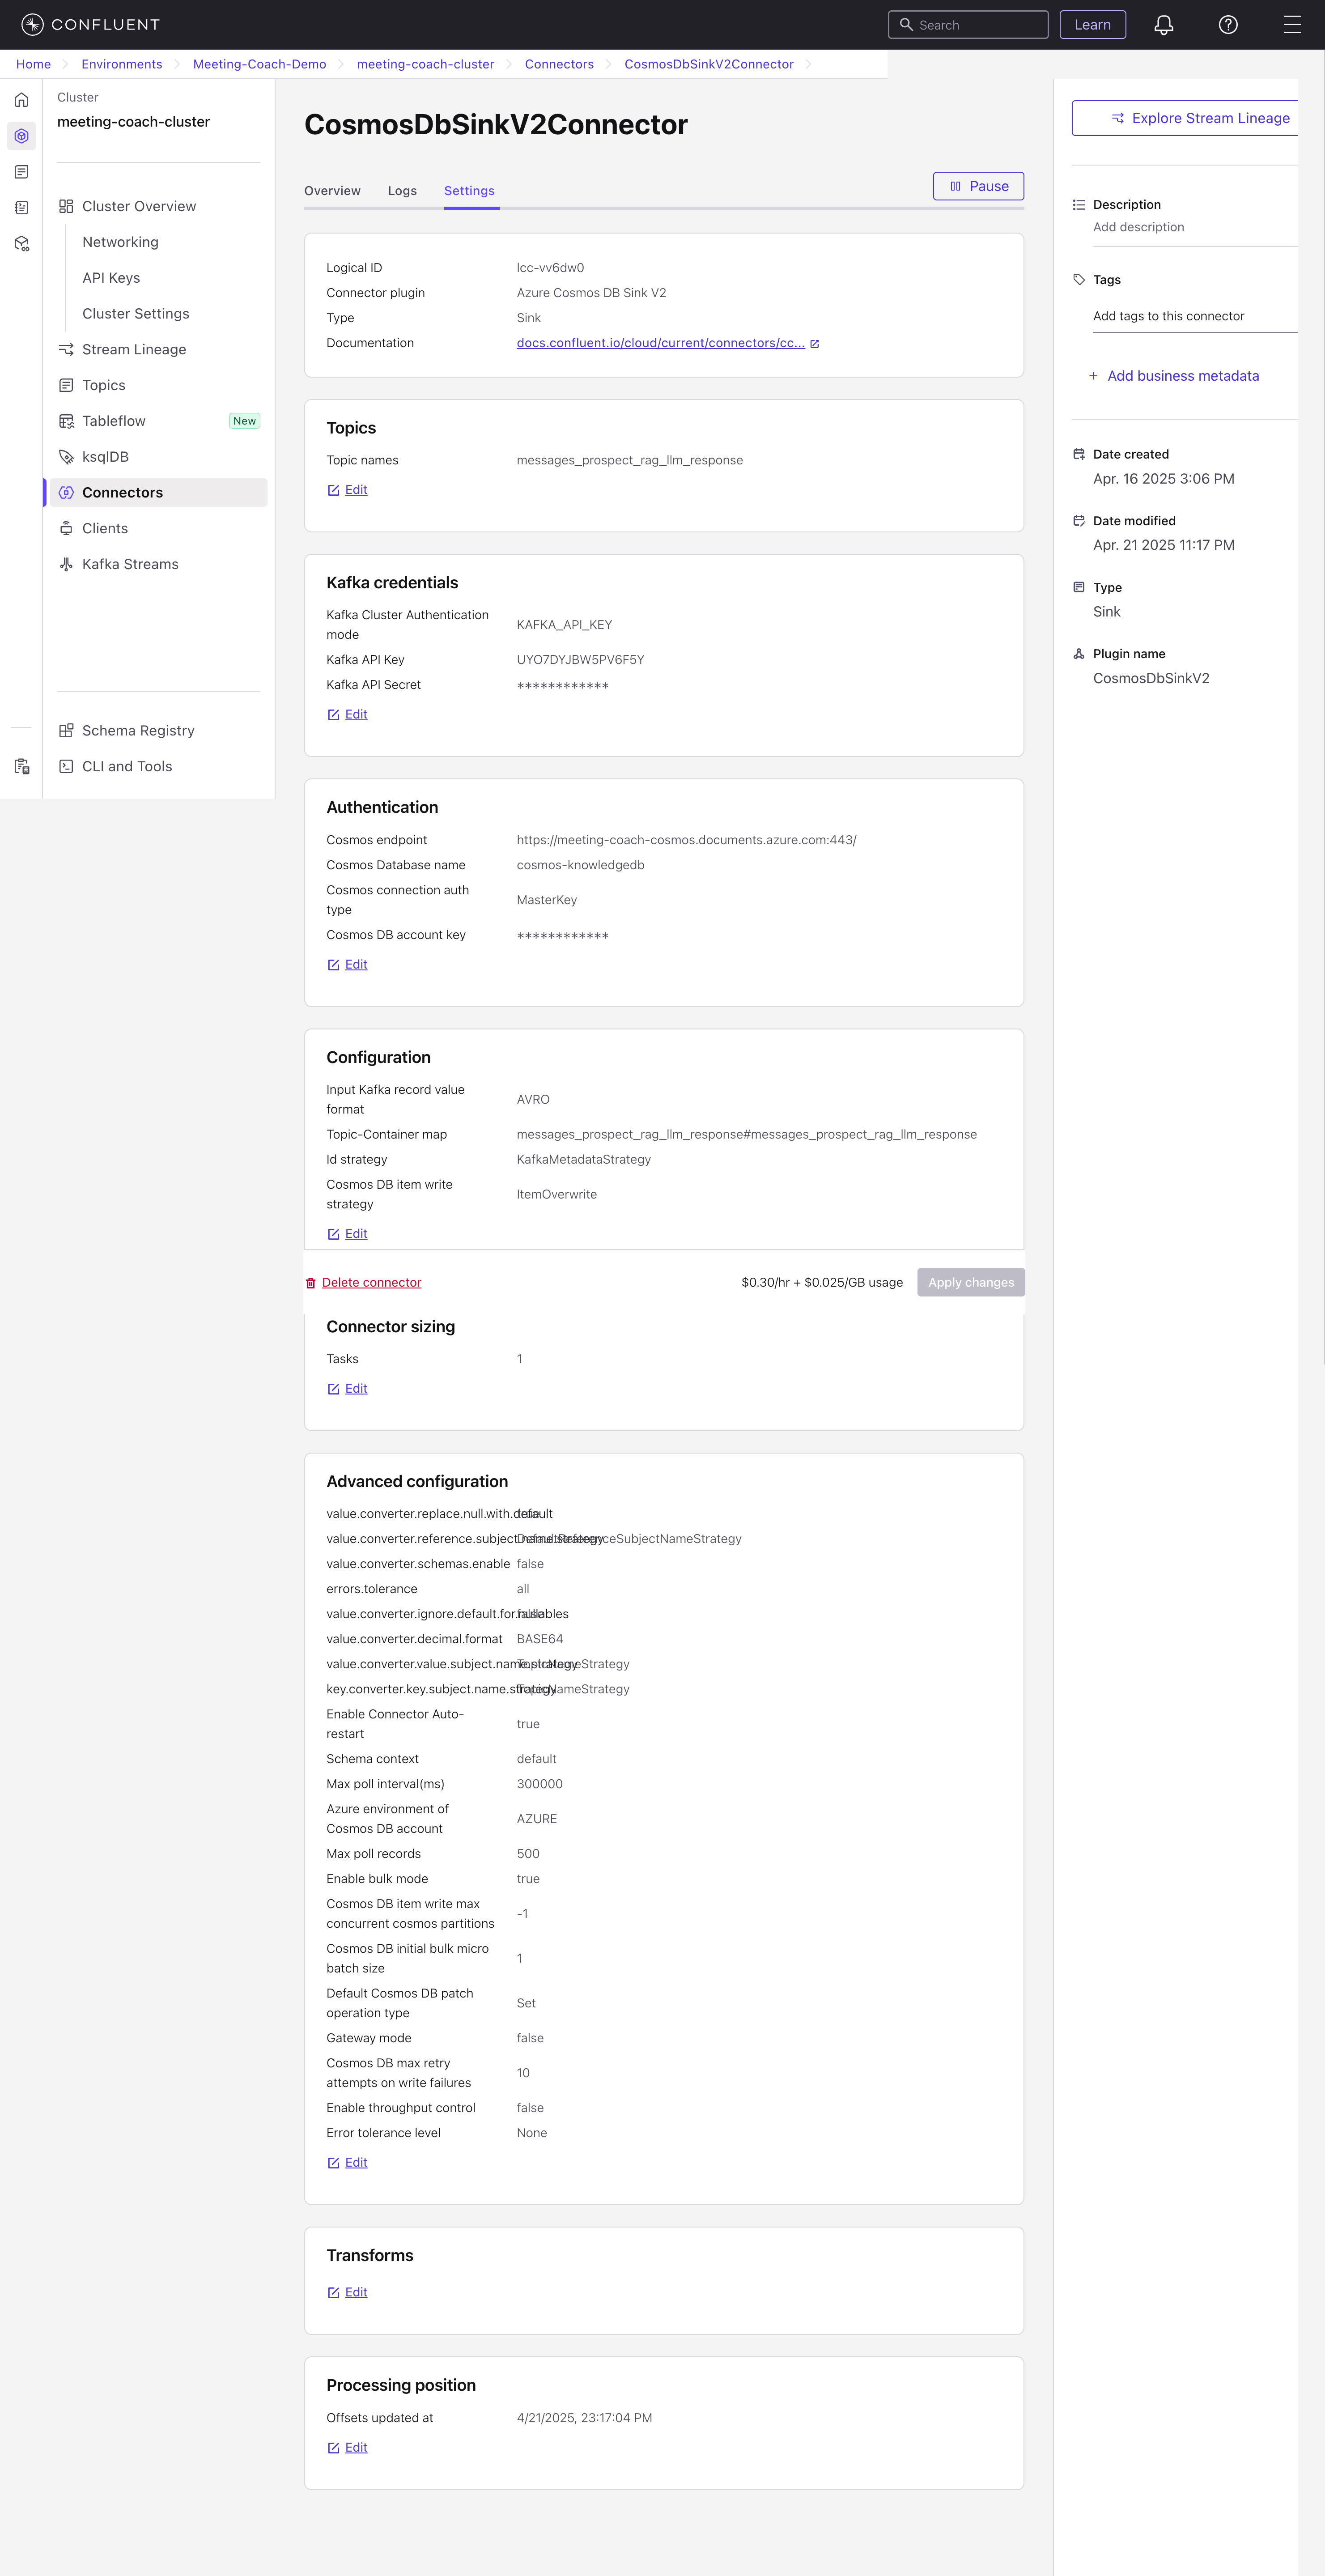 CONFLUENT
Search
Learn
Home
Environments
Meeting-Coach-Demo
meeting-coach-cluster
Connectors
CosmosDbSinkV2Connector
Cluster
meeting-coach-cluster
Cluster Overview
Networking
API Keys
Cluster Settings
Stream Lineage
Topics
Tableflow
New
ksqlDB
Connectors
Clients
Kafka Streams
Schema Registry
CLI and Tools
CosmosDbSinkV2Connector
Overview
Logs
Settings
Pause
Logical ID
lcc-vv6dw0
Connector plugin
Azure Cosmos DB Sink V2
Type
Sink
Documentation
docs.confluent.io/cloud/current/connectors/cc...
Topics
Topic names
messages_prospect_rag_llm_response
Edit
Kafka credentials
Kafka Cluster Authentication
mode
KAFKA_API_KEY
Kafka API Key
UYO7DYJBW5PV6F5Y
Kafka API Secret
************
Edit
Authentication
Cosmos endpoint
https://meeting-coach-cosmos.documents.azure.com:443/
Cosmos Database name
cosmos-knowledgedb
Cosmos connection auth
type
MasterKey
Cosmos DB account key
************
Edit
Configuration
Input Kafka record value
format
AVRO
Topic-Container map
messages_prospect_rag_llm_response#messages_prospect_rag_llm_response
Id strategy
KafkaMetadataStrategy
Cosmos DB item write
strategy
ItemOverwrite
Edit
Delete connector
$0.30/hr + $0.025/GB usage
Apply changes
Connector sizing
Tasks
1
Edit
Advanced configuration
value.converter.replace.null.with.default
true
value.converter.reference.subject.name.strategy
DefaultReferenceSubjectNameStrategy
value.converter.schemas.enable
false
errors.tolerance
all
value.converter.ignore.default.for.nullables
false
value.converter.decimal.format
BASE64
value.converter.value.subject.name.strategy
TopicNameStrategy
key.converter.key.subject.name.strategy
TopicNameStrategy
Enable Connector Auto-
restart
true
Schema context
default
Max poll interval(ms)
300000
Azure environment of
Cosmos DB account
AZURE
Max poll records
500
Enable bulk mode
true
Cosmos DB item write max
concurrent cosmos partitions
-1
Cosmos DB initial bulk micro
batch size
1
Default Cosmos DB patch
operation type
Set
Gateway mode
false
Cosmos DB max retry
attempts on write failures
10
Enable throughput control
false
Error tolerance level
None
Edit
Transforms
Edit
Processing position
Offsets updated at
4/21/2025, 23:17:04 PM
Edit
Explore Stream Lineage
Description
Add description
Tags
Add tags to this connector
+ Add business metadata
Date created
Apr. 16 2025 3:06 PM
Date modified
Apr. 21 2025 11:17 PM
Type
Sink
Plugin name
CosmosDbSinkV2